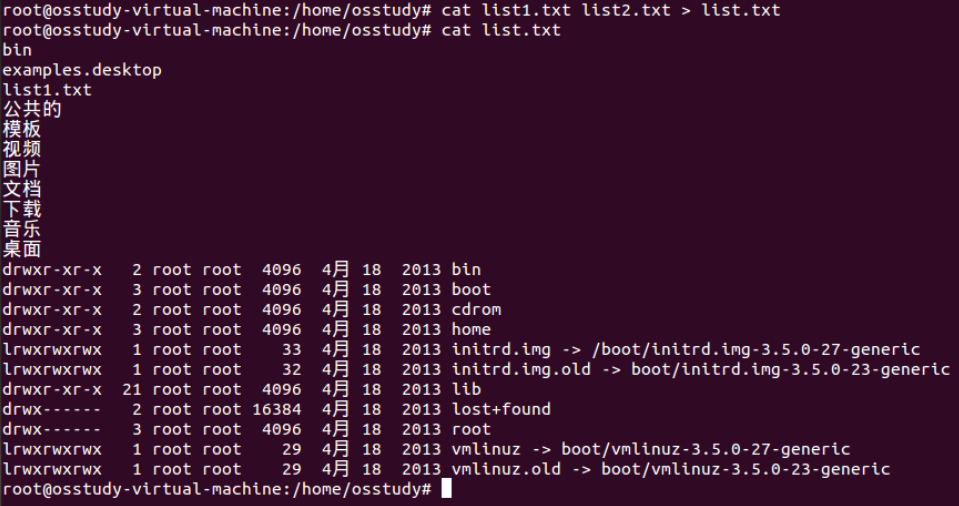 root@osstudy-virtual-machine:/home/osstudy# cat list1.txt list2.txt > list.txt
root@osstudy-virtual-machine:/home/osstudy# cat list.txt
bin
examples.desktop
list1.txt
公共的
模板
视频
图片
文档
下载
音乐
桌面
drwxr-xr-x   2 root root  4096  4月 18  2013 bin
drwxr-xr-x   3 root root  4096  4月 18  2013 boot
drwxr-xr-x   2 root root  4096  4月 18  2013 cdrom
drwxr-xr-x   3 root root  4096  4月 18  2013 home
lrwxrwxrwx   1 root root    33  4月 18  2013 initrd.img -> /boot/initrd.img-3.5.0-27-generic
lrwxrwxrwx   1 root root    32  4月 18  2013 initrd.img.old -> boot/initrd.img-3.5.0-23-generic
drwxr-xr-x  21 root root  4096  4月 18  2013 lib
drwx------   2 root root 16384  4月 18  2013 lost+found
drwx------   3 root root  4096  4月 18  2013 root
lrwxrwxrwx   1 root root    29  4月 18  2013 vmlinuz -> boot/vmlinuz-3.5.0-27-generic
lrwxrwxrwx   1 root root    29  4月 18  2013 vmlinuz.old -> boot/vmlinuz-3.5.0-23-generic
root@osstudy-virtual-machine:/home/osstudy#